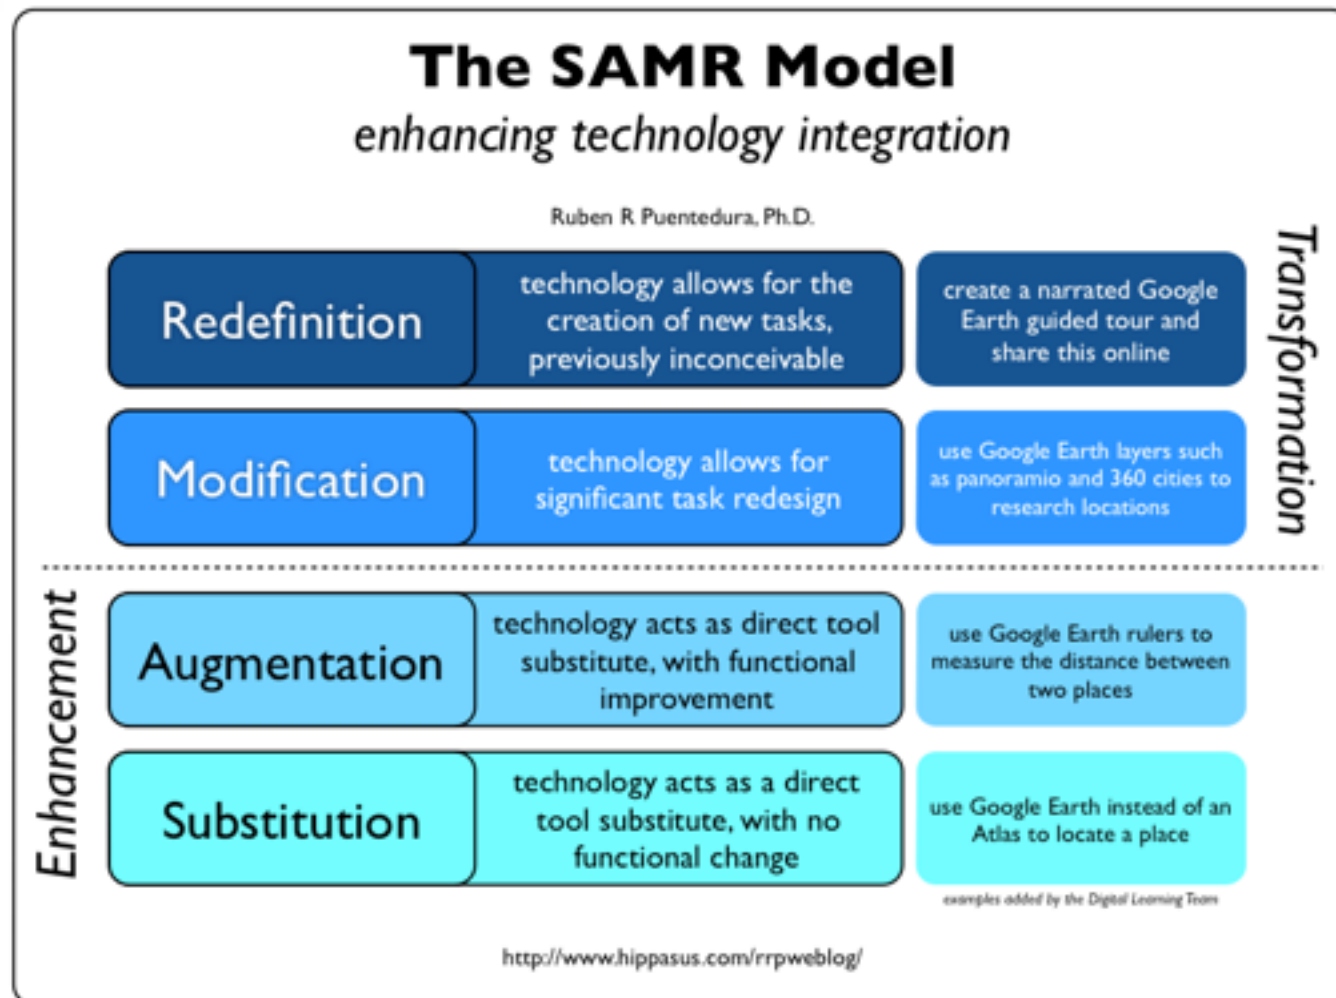 The SAMR Model
enhancing technology integration
Ruben R Puentedura, Ph.D.
Transformation
Redefinition
technology allows for the
creation of new tasks,
previously inconceivable
create a narrated Google
Earth guided tour and
share this online
Modification
technology allows for
significant task redesign
use Google Earth layers such
as panoramio and 360 cities to
research locations
Enhancement
Augmentation
technology acts as direct tool
substitute, with functional
improvement
use Google Earth rulers to
measure the distance between
two places
Substitution
technology acts as a direct
tool substitute, with no
functional change
use Google Earth instead of an
Atlas to locate a place
examples added by the Digital Learning Team
http://www.hippasus.com/rrpweblog/